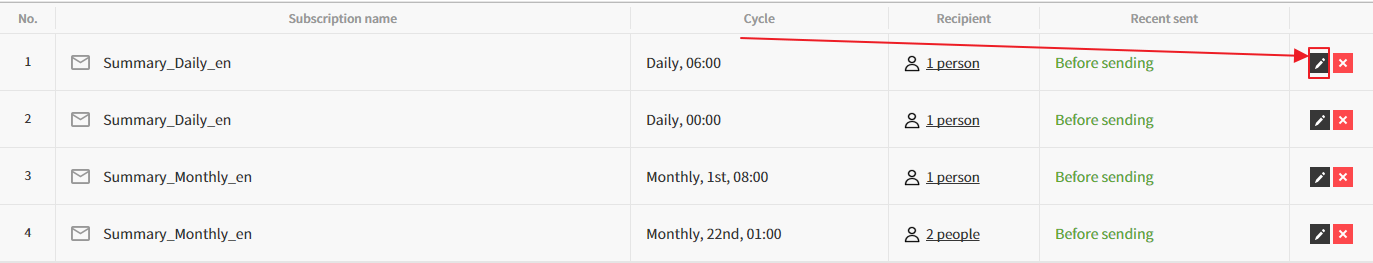 No. Subscription name Cycle Recipient Recent sent
1 Summary_Daily_en Daily, 06:00 1 person Before sending
2 Summary_Daily_en Daily, 00:00 1 person Before sending
3 Summary_Monthly_en Monthly, 1st, 08:00 1 person Before sending
4 Summary_Monthly_en Monthly, 22nd, 01:00 2 people Before sending